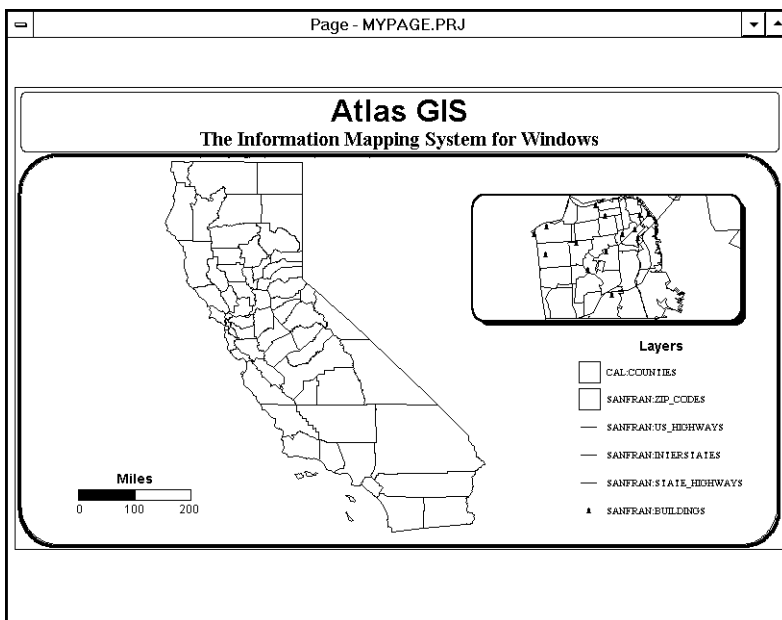 Page - MYPAGE.PRJ
Atlas GIS
The Information Mapping System for Windows
Layers
CAL:COUNTIES
SANFRAN:ZIP_CODES
SANFRAN:US_HIGHWAYS
SANFRAN:INTERSTATES
SANFRAN:STATE_HIGHWAYS
SANFRAN:BUILDINGS
Miles
0 100 200